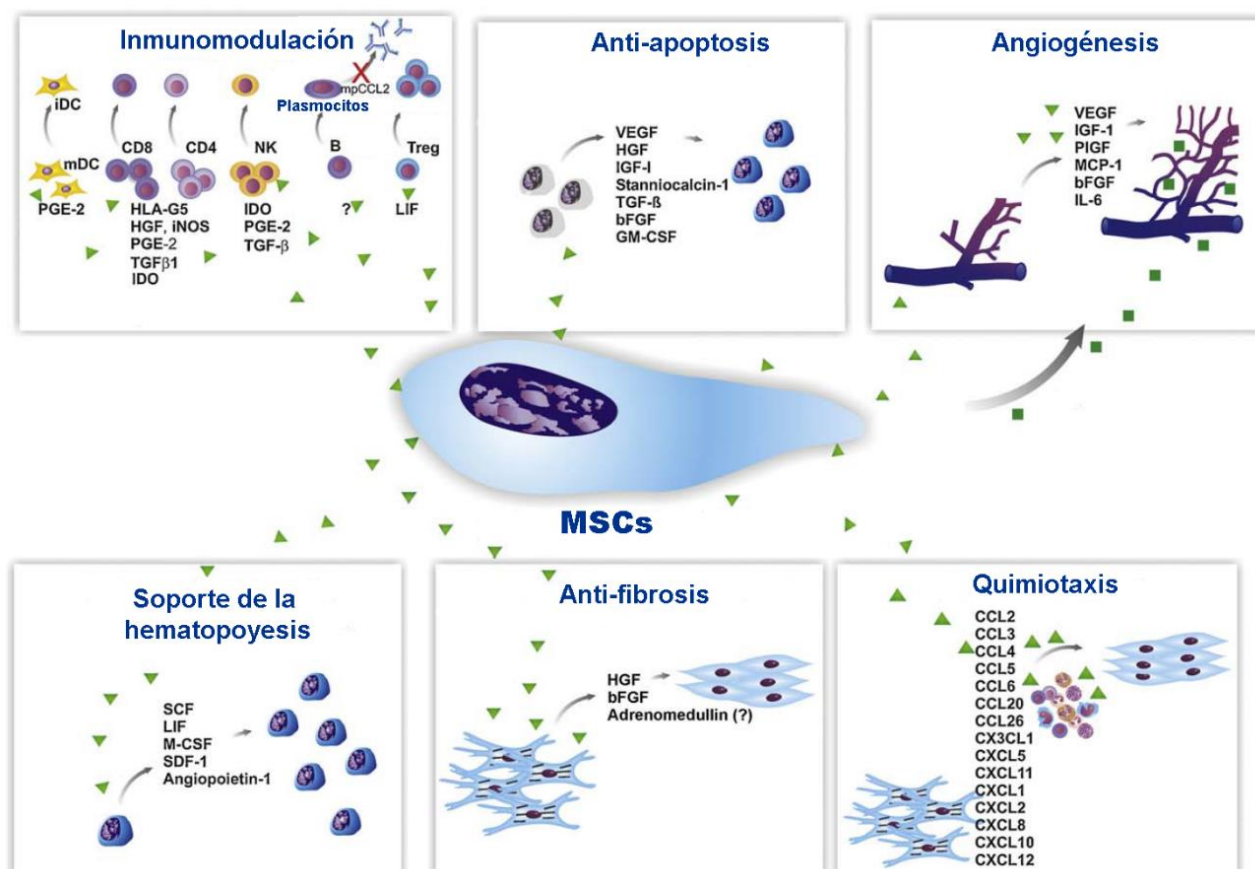 Inmunomodulación
iDC
mpCCL2
Plasmocitos
mDC
CD8
CD4
NK
B
Treg
PGE-2
HLA-G5
HGF, iNOS
PGE-2
TGFβ1
IDO
IDO
PGE-2
TGF-β
?
LIF
Anti-apoptosis
VEGF
HGF
IGF-I
Stanniocalcin-1
TGF-ß
bFGF
GM-CSF
Angiogénesis
VEGF
IGF-1
PIGF
MCP-1
bFGF
IL-6
MSCs
Soporte de la
hematopoyesis
SCF
LIF
M-CSF
SDF-1
Angiopoietin-1
Anti-fibrosis
HGF
bFGF
Adrenomedullin (?)
Quimiotaxis
CCL2
CCL3
CCL4
CCL5
CCL6
CCL20
CCL26
CX3CL1
CXCL5
CXCL11
CXCL1
CXCL2
CXCL8
CXCL10
CXCL12